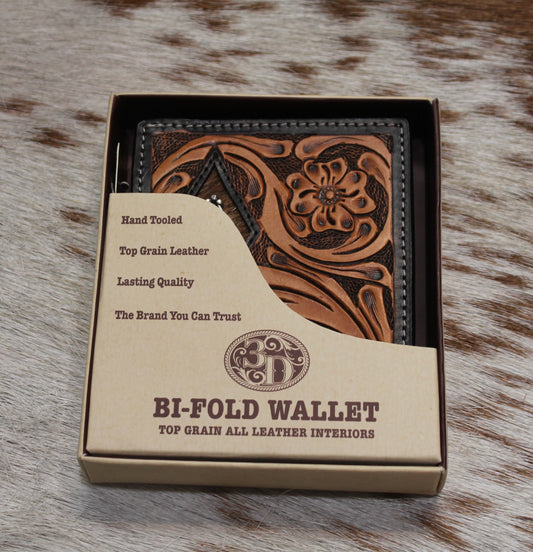 Hand Tooled
Top Grain Leather
Lasting Quality
The Brand You Can Trust
3D
BI-FOLD WALLET
TOP GRAIN ALL LEATHER INTERIORS